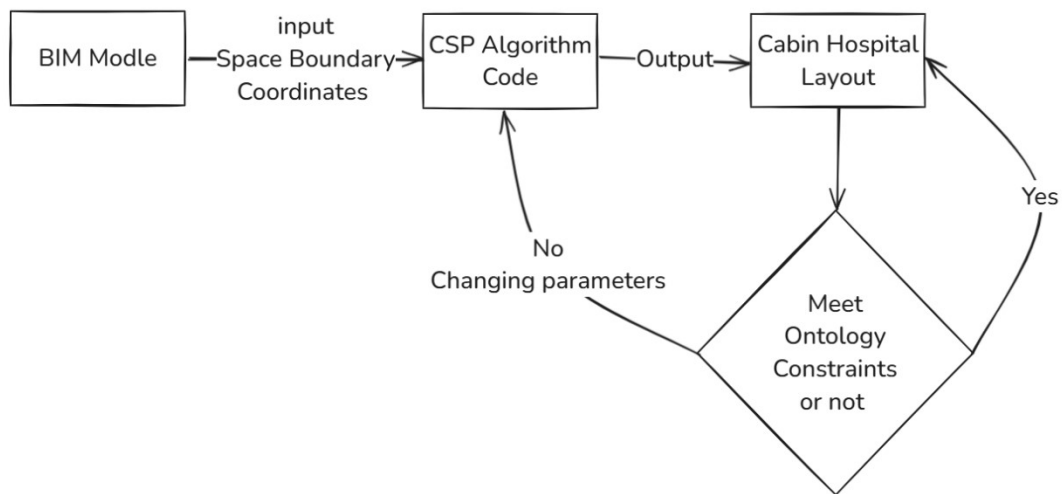 BIM Modle
input
Space Boundary
Coordinates
CSP Algorithm
Code
Output
Cabin Hospital
Layout
Yes
No
Changing parameters
Meet
Ontology
Constraints
or not